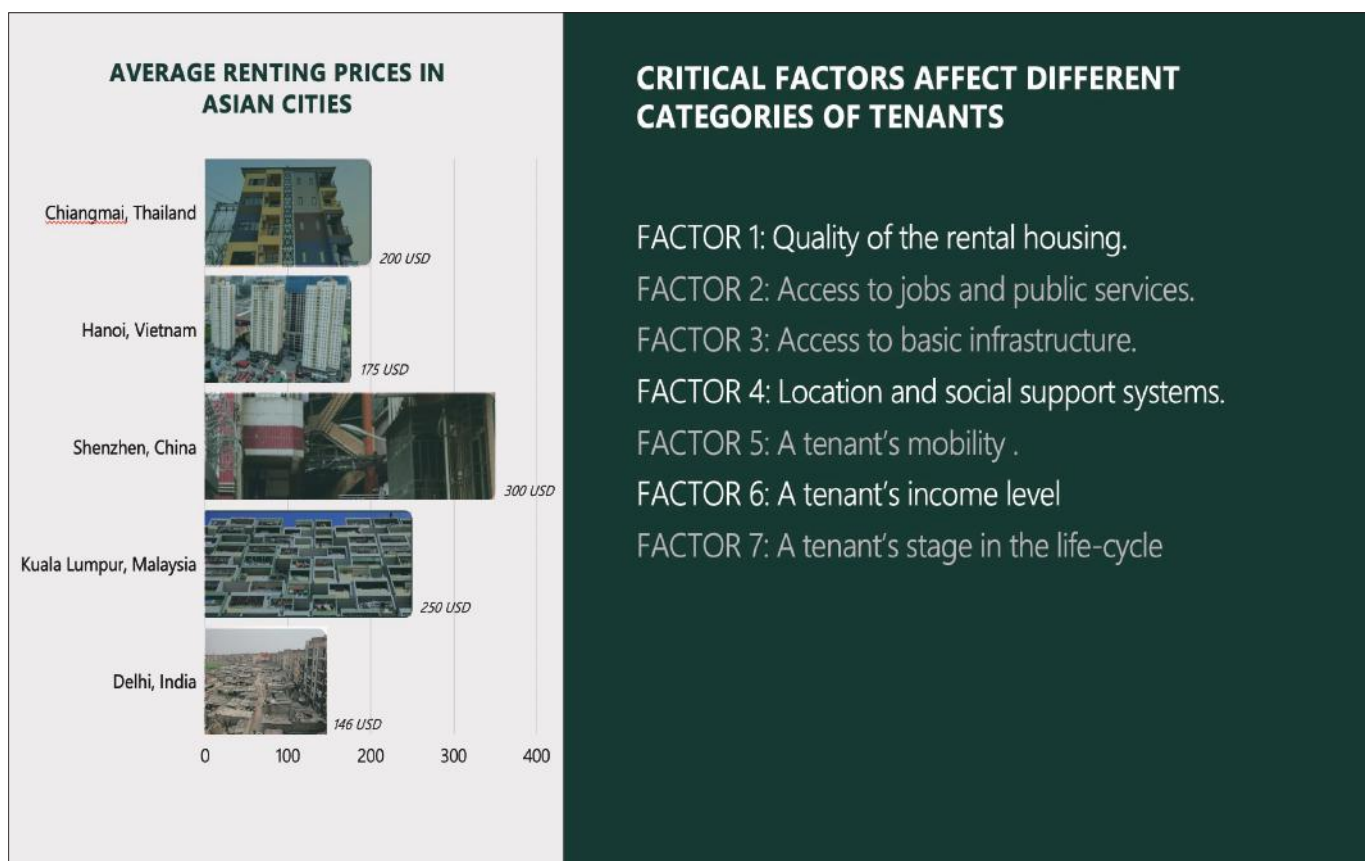 AVERAGE RENTING PRICES IN
ASIAN CITIES
Chiangmai, Thailand
200 USD
Hanoi, Vietnam
175 USD
Shenzhen, China
300 USD
Kuala Lumpur, Malaysia
250 USD
Delhi, India
146 USD
0 100 200 300 400
CRITICAL FACTORS AFFECT DIFFERENT
CATEGORIES OF TENANTS
FACTOR 1: Quality of the rental housing.
FACTOR 2: Access to jobs and public services.
FACTOR 3: Access to basic infrastructure.
FACTOR 4: Location and social support systems.
FACTOR 5: A tenant's mobility .
FACTOR 6: A tenant's income level
FACTOR 7: A tenant's stage in the life-cycle